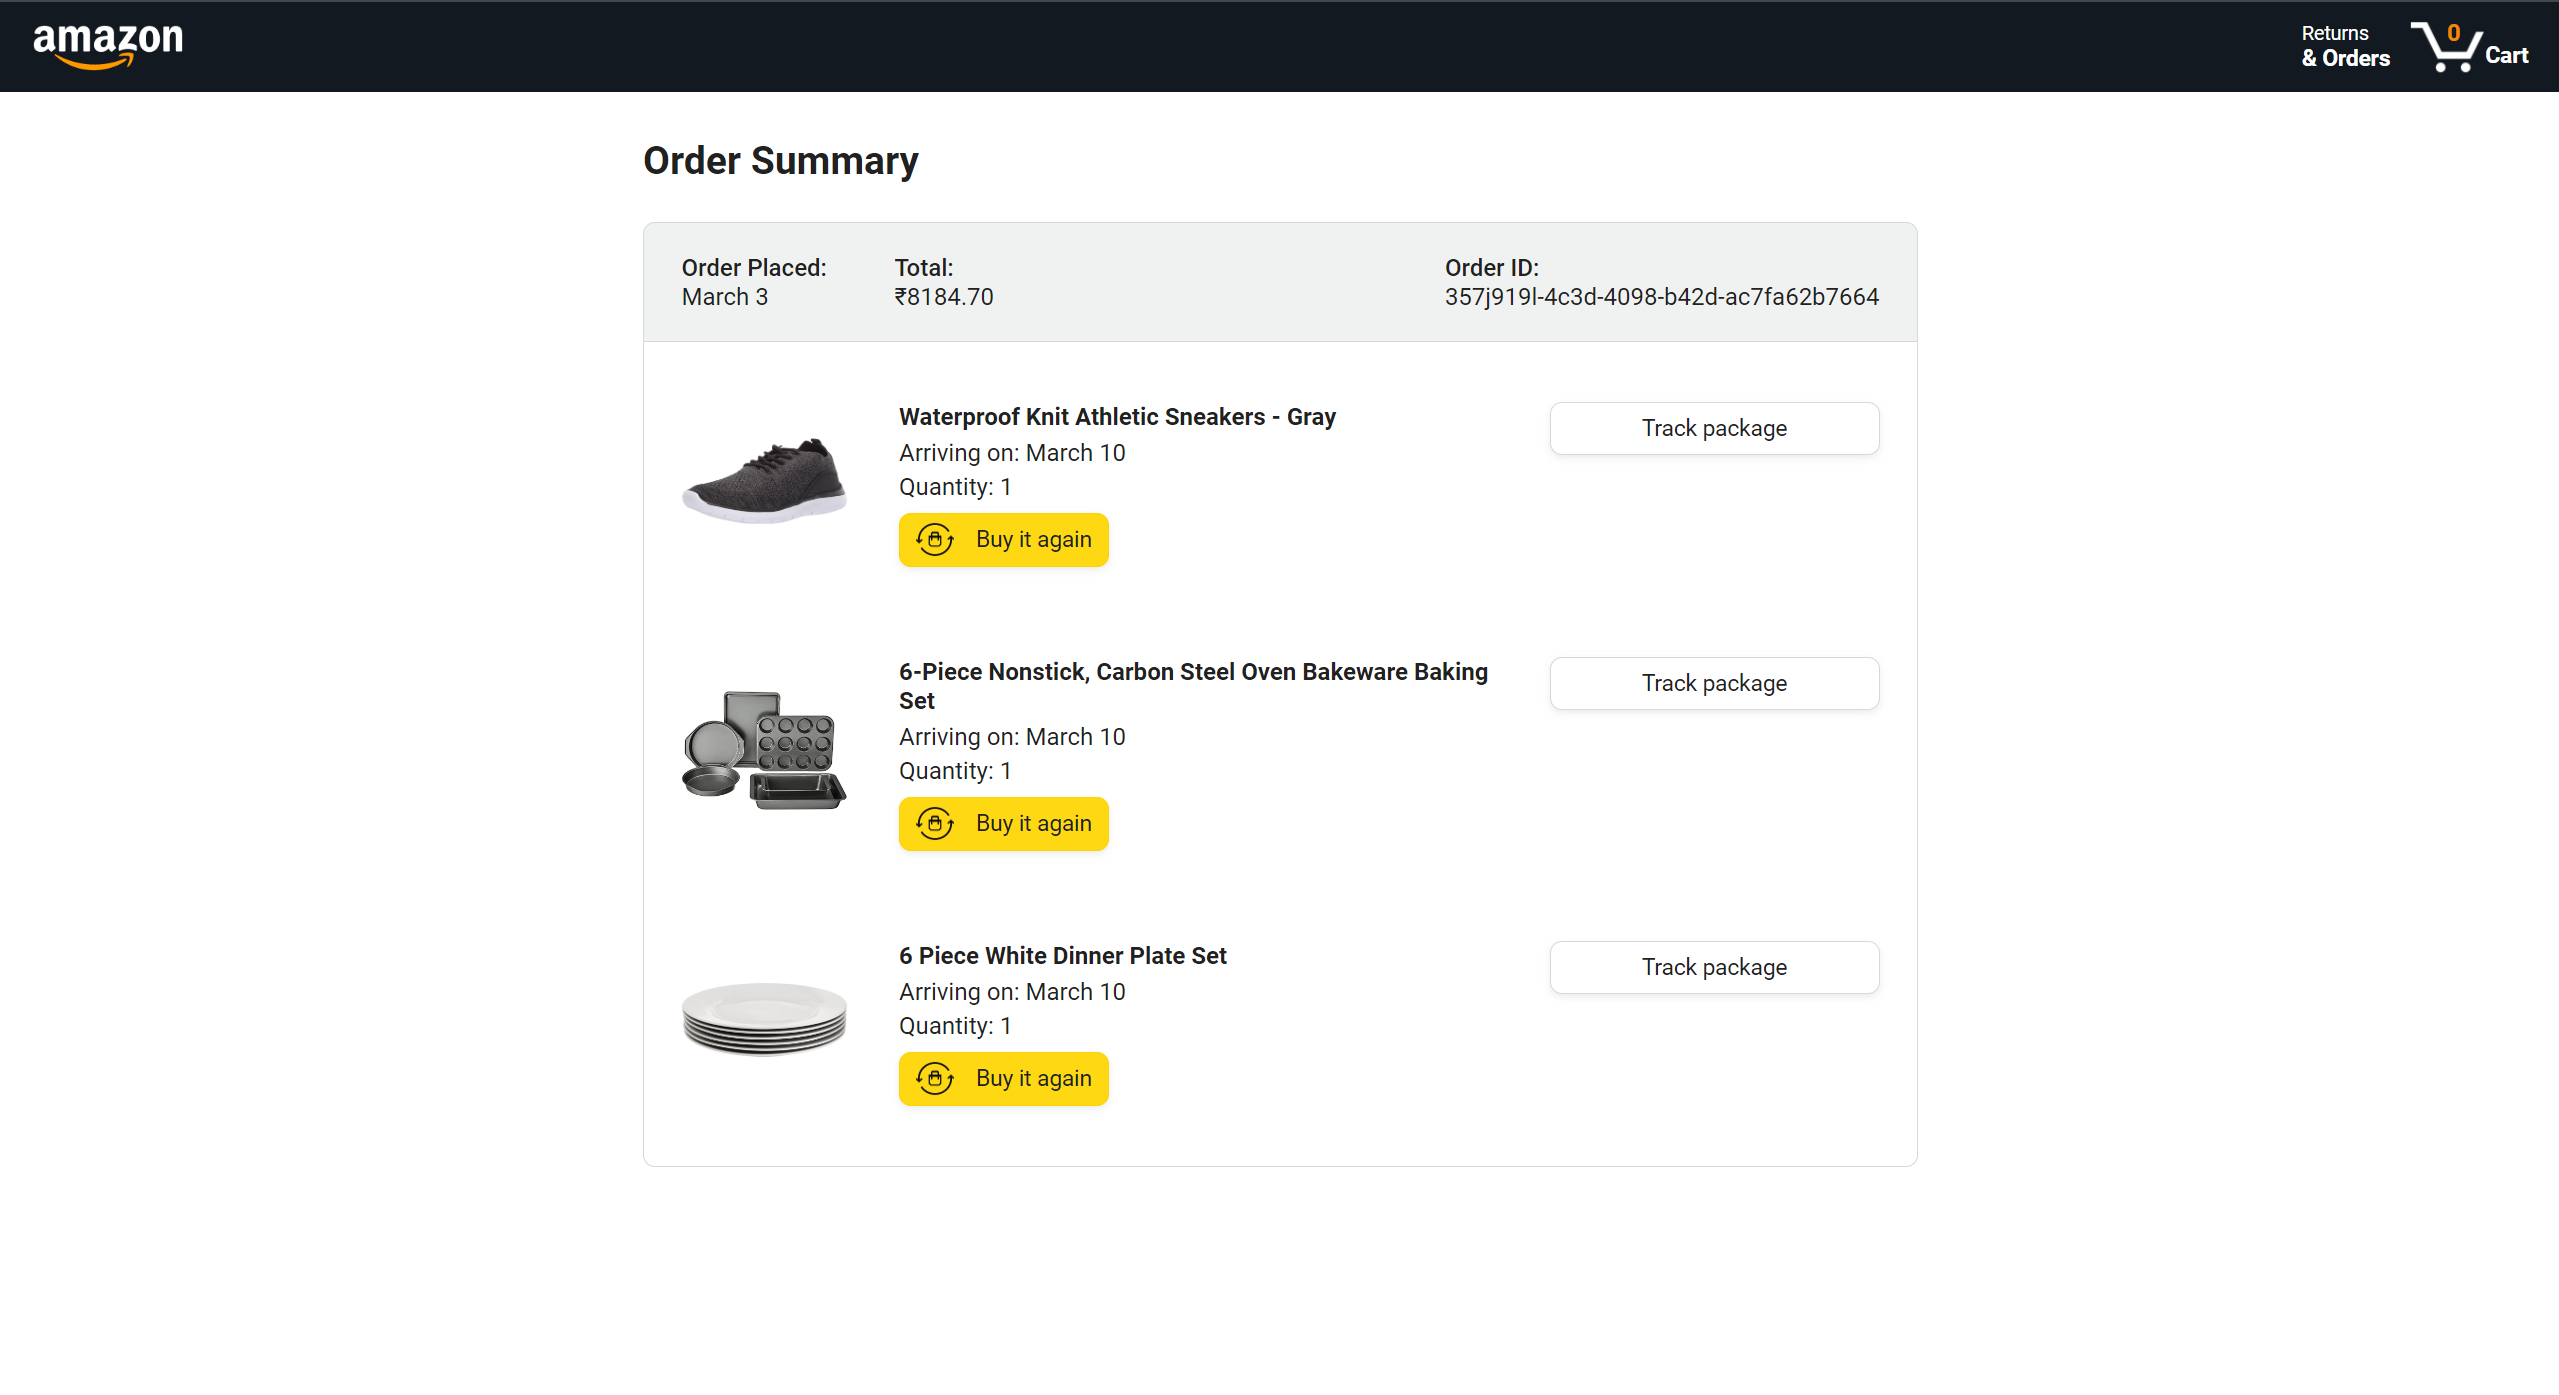 amazon
Returns
& Orders
0
Cart
Order Summary
Order Placed:
March 3
Total:
₹8184.70
Order ID:
357j919l-4c3d-4098-b42d-ac7fa62b7664
Waterproof Knit Athletic Sneakers - Gray
Arriving on: March 10
Quantity: 1
Buy it again
Track package
6-Piece Nonstick, Carbon Steel Oven Bakeware Baking
Set
Arriving on: March 10
Quantity: 1
Buy it again
Track package
6 Piece White Dinner Plate Set
Arriving on: March 10
Quantity: 1
Buy it again
Track package